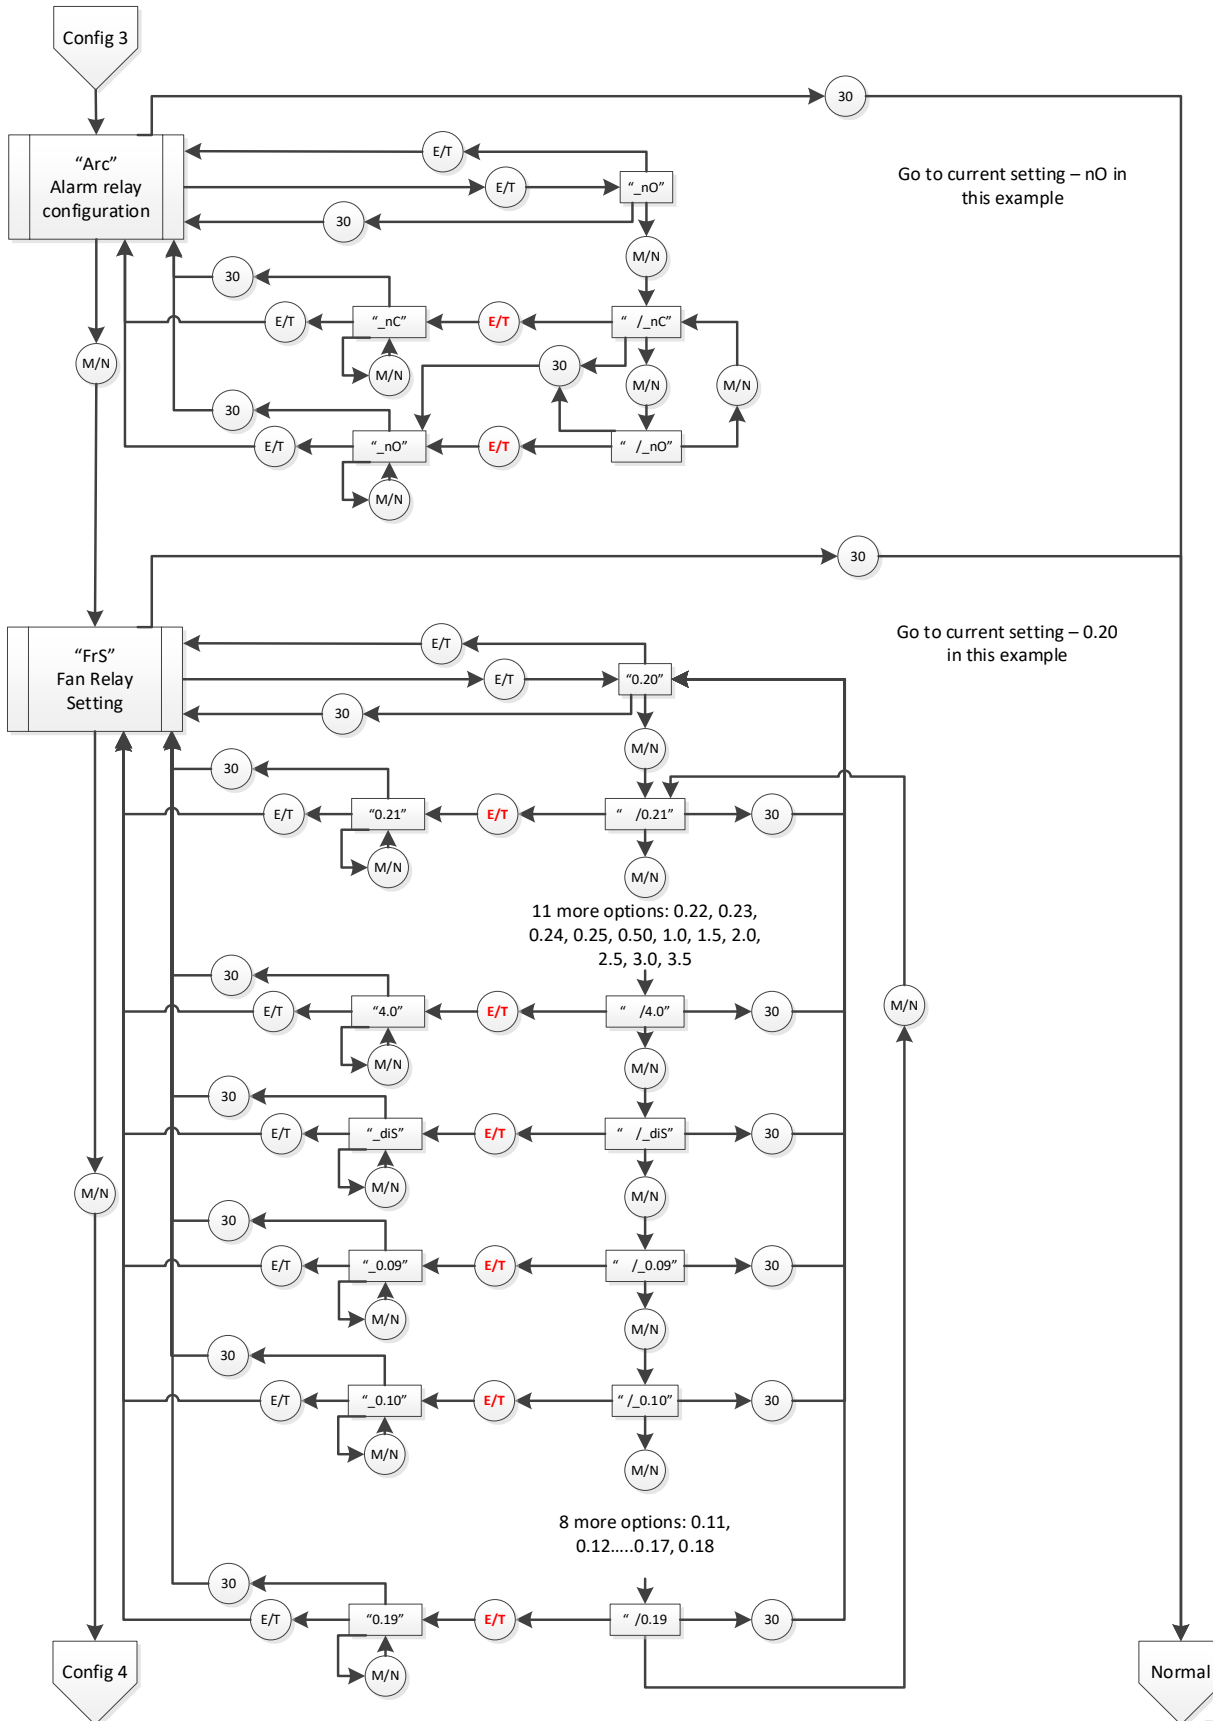 Config 3
30
“Arc”
Alarm relay
configuration
E/T
E/T
“_nO”
Go to current setting – nO in
this example
30
M/N
30
E/T
“_nC”
E/T
“ /_nC”
M/N
M/N
30
M/N
M/N
30
E/T
“_nO”
E/T
“ /_nO”
M/N
30
“FrS”
Fan Relay
Setting
E/T
E/T
“0.20”
Go to current setting – 0.20
in this example
30
M/N
30
E/T
“0.21”
E/T
“ /0.21”
30
M/N
M/N
11 more options: 0.22, 0.23,
0.24, 0.25, 0.50, 1.0, 1.5, 2.0,
2.5, 3.0, 3.5
30
E/T
“4.0”
E/T
“ /4.0”
30
M/N
M/N
M/N
30
E/T
“_diS”
E/T
“ /_diS”
30
M/N
M/N
M/N
30
E/T
“_0.09”
E/T
“ /_0.09”
30
M/N
M/N
30
E/T
“_0.10”
E/T
“ /_0.10”
30
M/N
M/N
8 more options: 0.11,
0.12.....0.17, 0.18
30
E/T
“0.19”
E/T
“ /0.19
30
M/N
Config 4
Normal